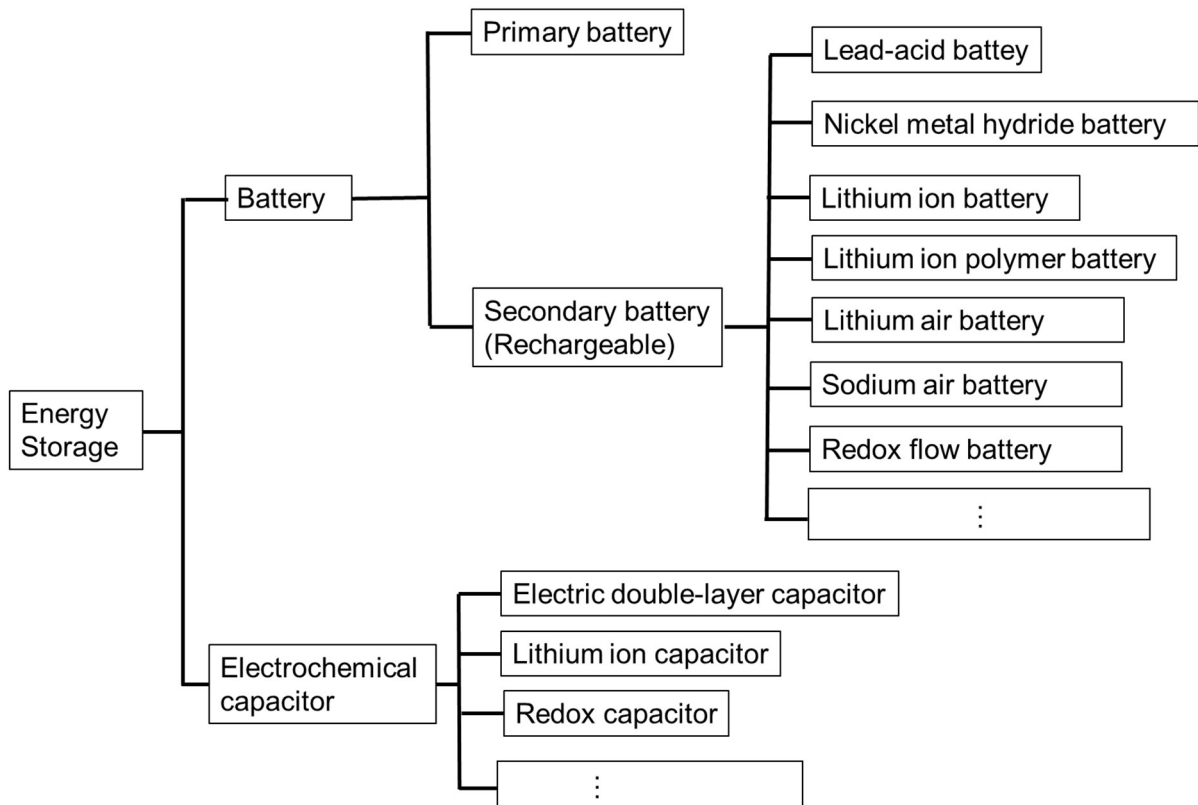 Primary battery
Lead-acid battey
Nickel metal hydride battery
Battery
Lithium ion battery
Lithium ion polymer battery
Secondary battery
(Rechargeable)
Lithium air battery
Sodium air battery
Energy
Storage
Redox flow battery
⋮
Electric double-layer capacitor
Electrochemical
capacitor
Lithium ion capacitor
Redox capacitor
⋮